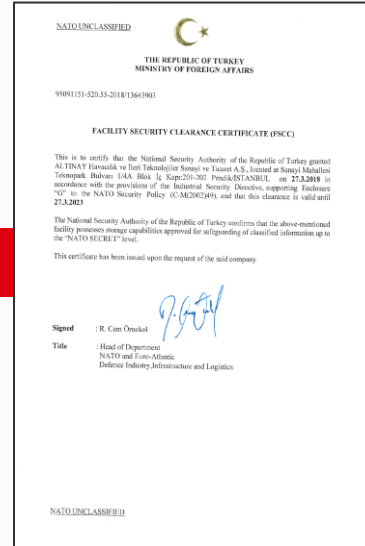 NATO UNCLASSIFIED
THE REPUBLIC OF TURKEY
MINISTRY OF FOREIGN AFFAIRS
95091151-520.55-2018/13643903
FACILITY SECURITY CLEARANCE CERTIFICATE (FSCC)
This is to certify that the National Security Authority of the Republic of Turkey granted
ALTINAY Havacılık ve İleri Teknolojiler Sanayi ve Ticaret A.Ş., located at Sanayi Mahallesi
Teknopark Bulvarı 1/4A Blok İç Kapı:201-202 Pendik/İSTANBUL on 27.3.2018 in
accordance with the provisions of the Industrial Security Directive, supporting Enclosure
"G" to the NATO Security Policy (C-M(2002)49), and that this clearance is valid until
27.3.2023
The National Security Authority of the Republic of Turkey confirms that the above-mentioned
facility possesses storage capabilities approved for safeguarding of classified information up to
the "NATO SECRET" level.
This certificate has been issued upon the request of the said company.
Signed : R. Cem Örnekol
Title : Head of Department
NATO and Euro-Atlantic
Defence Industry,Infrastructure and Logistics
NATO UNCLASSIFIED